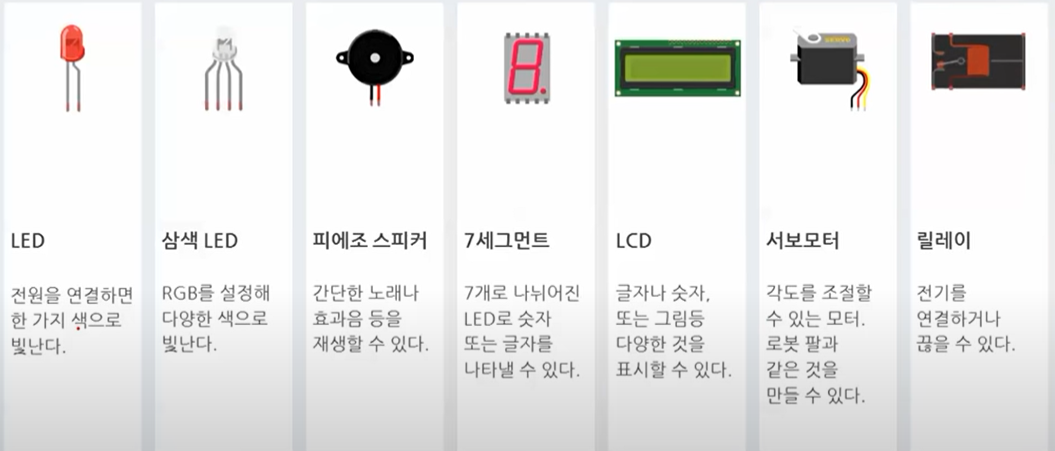 LED
전원을 연결하면
한 가지 색으로
빛난다.
삼색 LED
RGB를 설정해
다양한 색으로
빛난다.
피에조 스피커
간단한 노래나
효과음 등을
재생할 수 있다.
7세그먼트
7개로 나뉘어진
LED로 숫자
또는 글자를
나타낼 수 있다.
LCD
글자나 숫자,
또는 그림등
다양한 것을
표시할 수 있다.
서보모터
각도를 조절할
수 있는 모터.
로봇 팔과
같은 것을
만들 수 있다.
릴레이
전기를
연결하거나
끊을 수 있다.